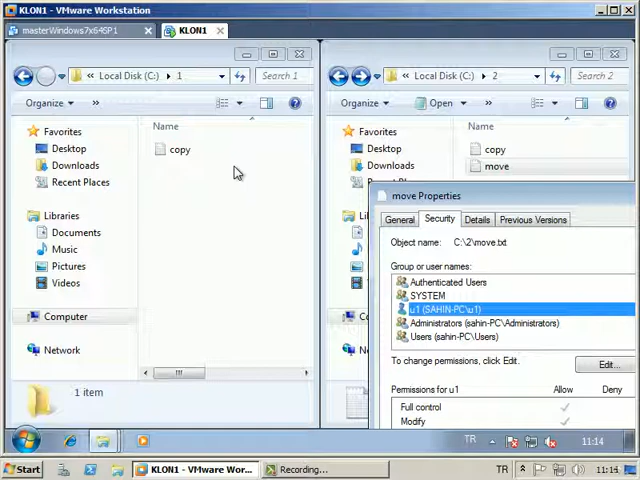 KLON1 - VMware Workstation
masterWindows7x64SP1
KLON1
« Local Disk (C:) ▸ 1
Search 1
« Local Disk (C:) ▸ 2
Search 2
Organize
»
Organize
Open
»
Favorites
Desktop
Downloads
Recent Places
Libraries
Documents
Music
Pictures
Videos
Computer
Network
Name
copy
1 item
Favorites
Desktop
Downloads
Name
copy
move
move Properties
General
Security
Details
Previous Versions
Object name: C:\2\move.txt
Group or user names:
Authenticated Users
SYSTEM
u1 (SAHIN-PC\u1)
Administrators (sahin-PC\Administrators)
Users (sahin-PC\Users)
To change permissions, click Edit.
Edit...
Permissions for u1
Allow
Deny
Full control
Modify
TR
11:14
Start
KLON1 - VMware Wor...
Recording...
TR
11:14